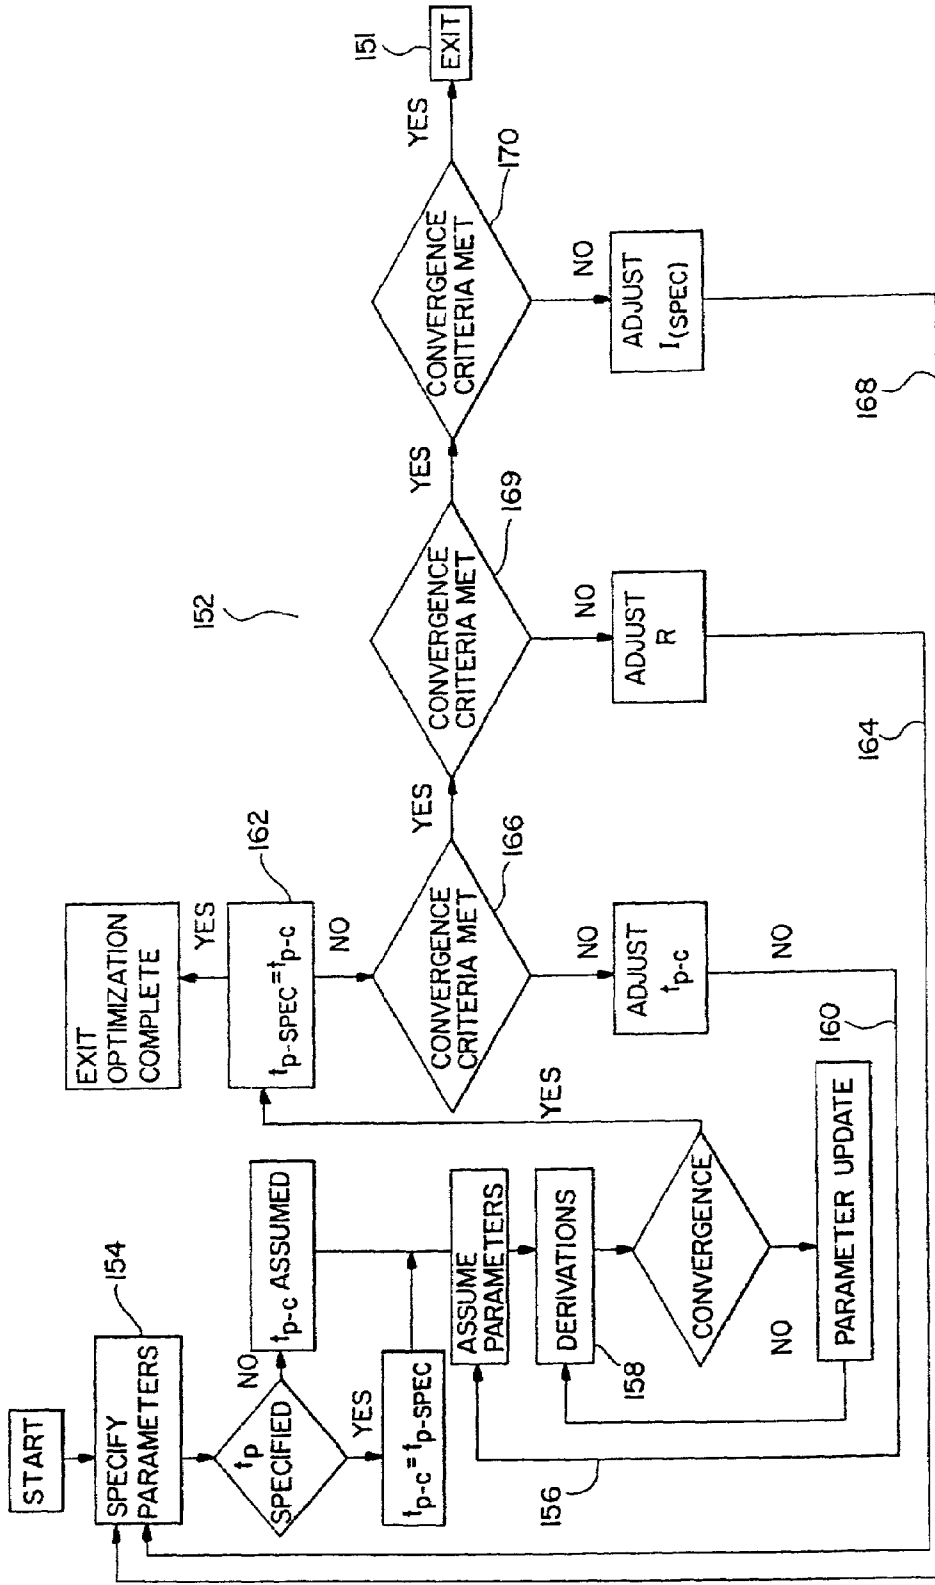 START
154
SPECIFY
PARAMETERS
tp
SPECIFIED
NO
tp-c ASSUMED
YES
tp-c = tp-SPEC
ASSUME
PARAMETERS
156
DERIVATIONS
158
CONVERGENCE
NO
PARAMETER UPDATE
YES
160
EXIT
OPTIMIZATION
COMPLETE
YES
162
tp-SPEC = tp-c
NO
CONVERGENCE
CRITERIA MET
166
NO
ADJUST
tp-c
NO
YES
152
CONVERGENCE
CRITERIA MET
169
NO
ADJUST
R
164
YES
CONVERGENCE
CRITERIA MET
170
NO
ADJUST
I(SPEC)
168
YES
151
EXIT